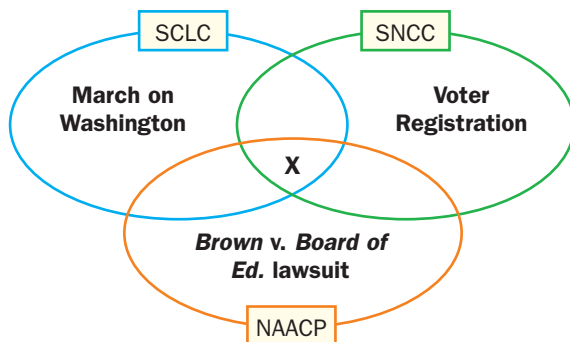 SCLC
SNCC
March on
Washington
Voter
Registration
X
Brown v. Board of
Ed. lawsuit
NAACP